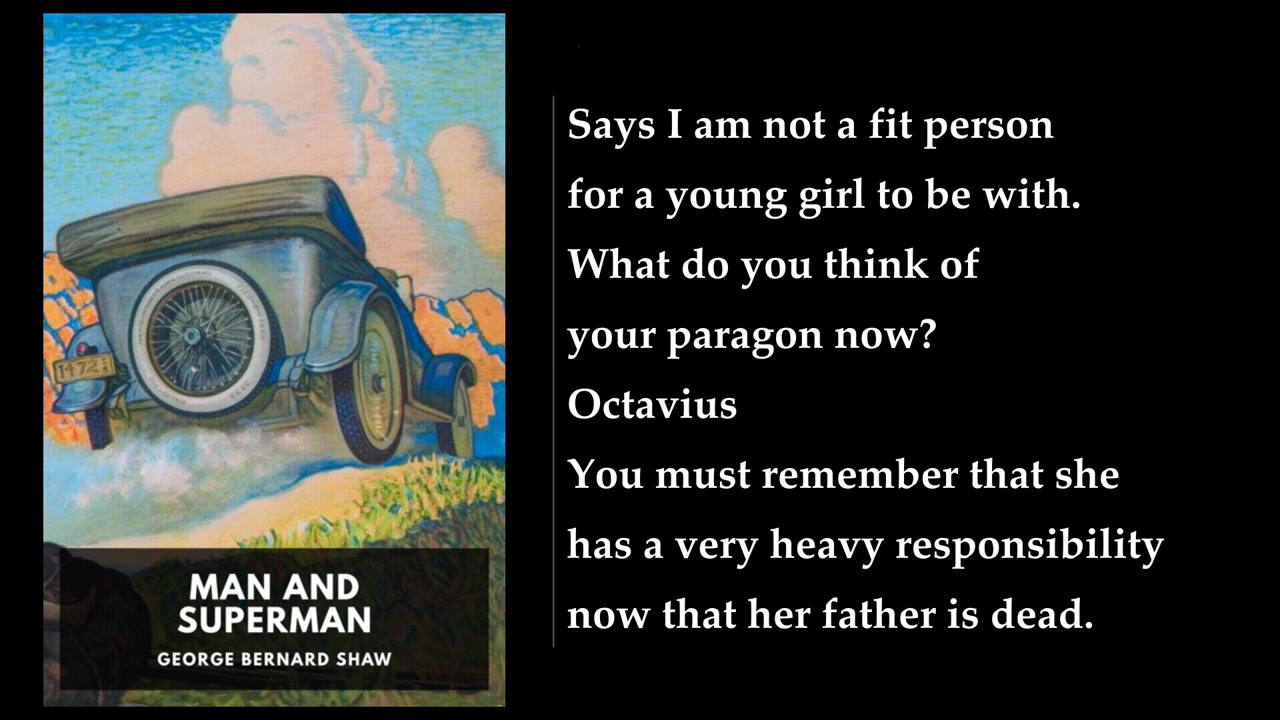 Says I am not a fit person
for a young girl to be with.
What do you think of
your paragon now?
Octavius
You must remember that she
has a very heavy responsibility
now that her father is dead.
1472
MAN AND
SUPERMAN
GEORGE BERNARD SHAW